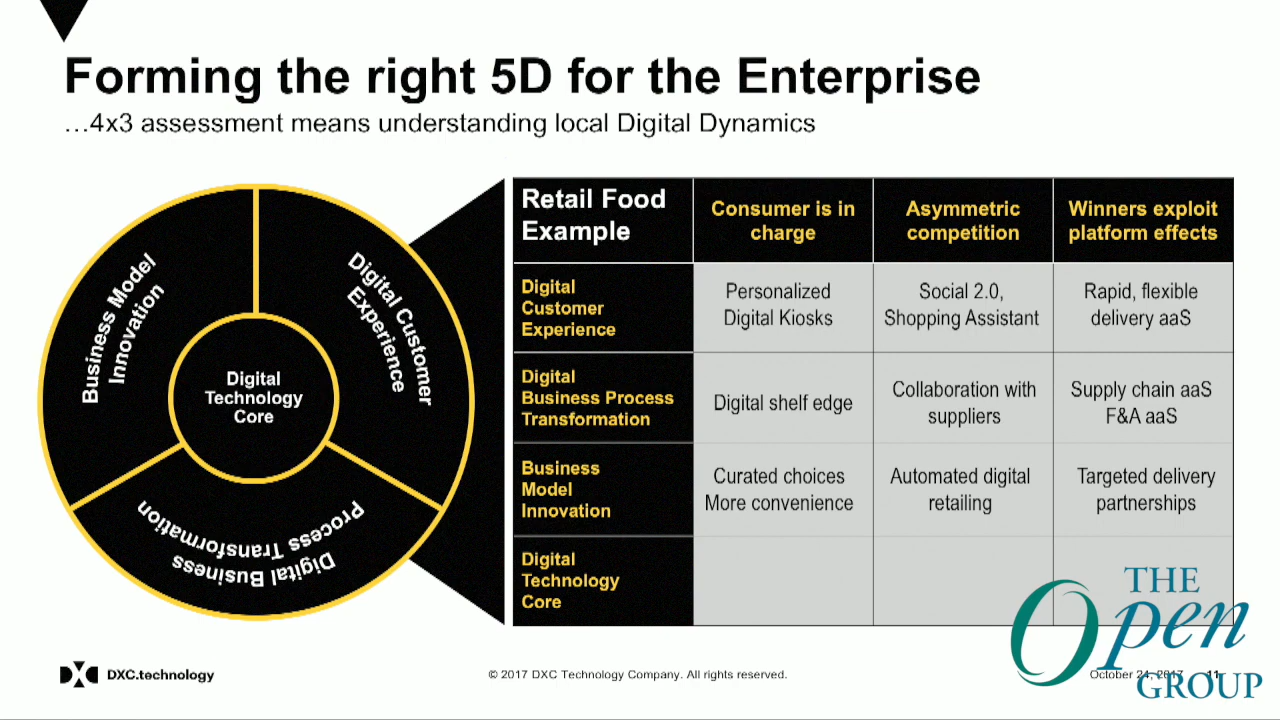 Forming the right 5D for the Enterprise
…4x3 assessment means understanding local Digital Dynamics
Business Model
Innovation
Digital Customer
Experience
Digital
Technology
Core
Digital Business
Process Transformation
Retail Food
Example
Consumer is in
charge
Asymmetric
competition
Winners exploit
platform effects
Digital
Customer
Experience
Personalized
Digital Kiosks
Social 2.0,
Shopping Assistant
Rapid, flexible
delivery aaS
Digital
Business Process
Transformation
Digital shelf edge
Collaboration with
suppliers
Supply chain aaS
F&A aaS
Business
Model
Innovation
Curated choices
More convenience
Automated digital
retailing
Targeted delivery
partnerships
Digital
Technology
Core
DXC.technology
© 2017 DXC Technology Company. All rights reserved.
October 24, 2017
11
THE
Open
GROUP